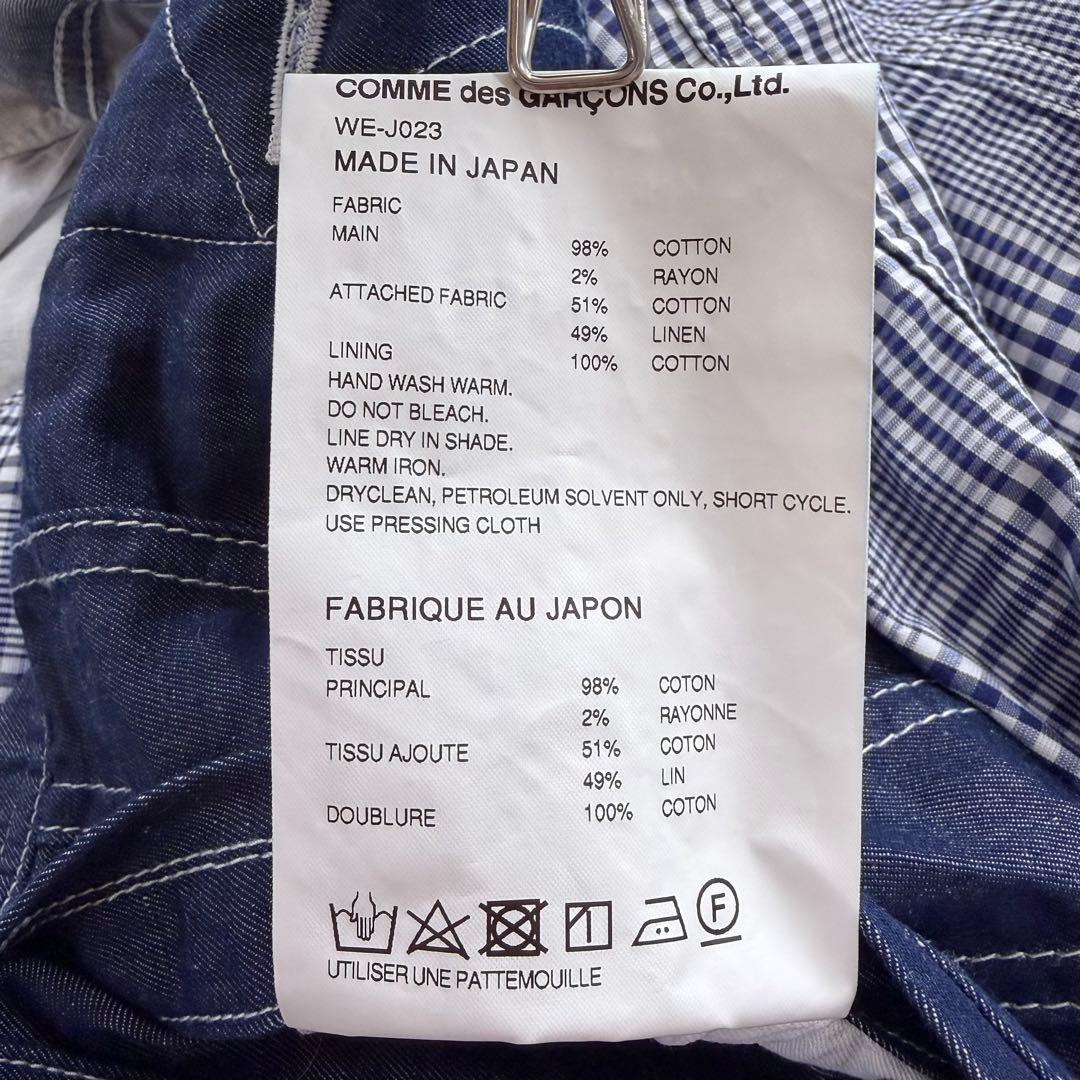 COMME des GARÇONS Co.,Ltd.
WE-J023
MADE IN JAPAN
FABRIC
MAIN 98% COTTON
2% RAYON
ATTACHED FABRIC 51% COTTON
49% LINEN
LINING 100% COTTON
HAND WASH WARM.
DO NOT BLEACH.
LINE DRY IN SHADE.
WARM IRON.
DRYCLEAN, PETROLEUM SOLVENT ONLY, SHORT CYCLE.
USE PRESSING CLOTH
FABRIQUE AU JAPON
TISSU
PRINCIPAL 98% COTON
2% RAYONNE
TISSU AJOUTE 51% COTON
49% LIN
DOUBLURE 100% COTON
F
UTILISER UNE PATTEMOUILLE